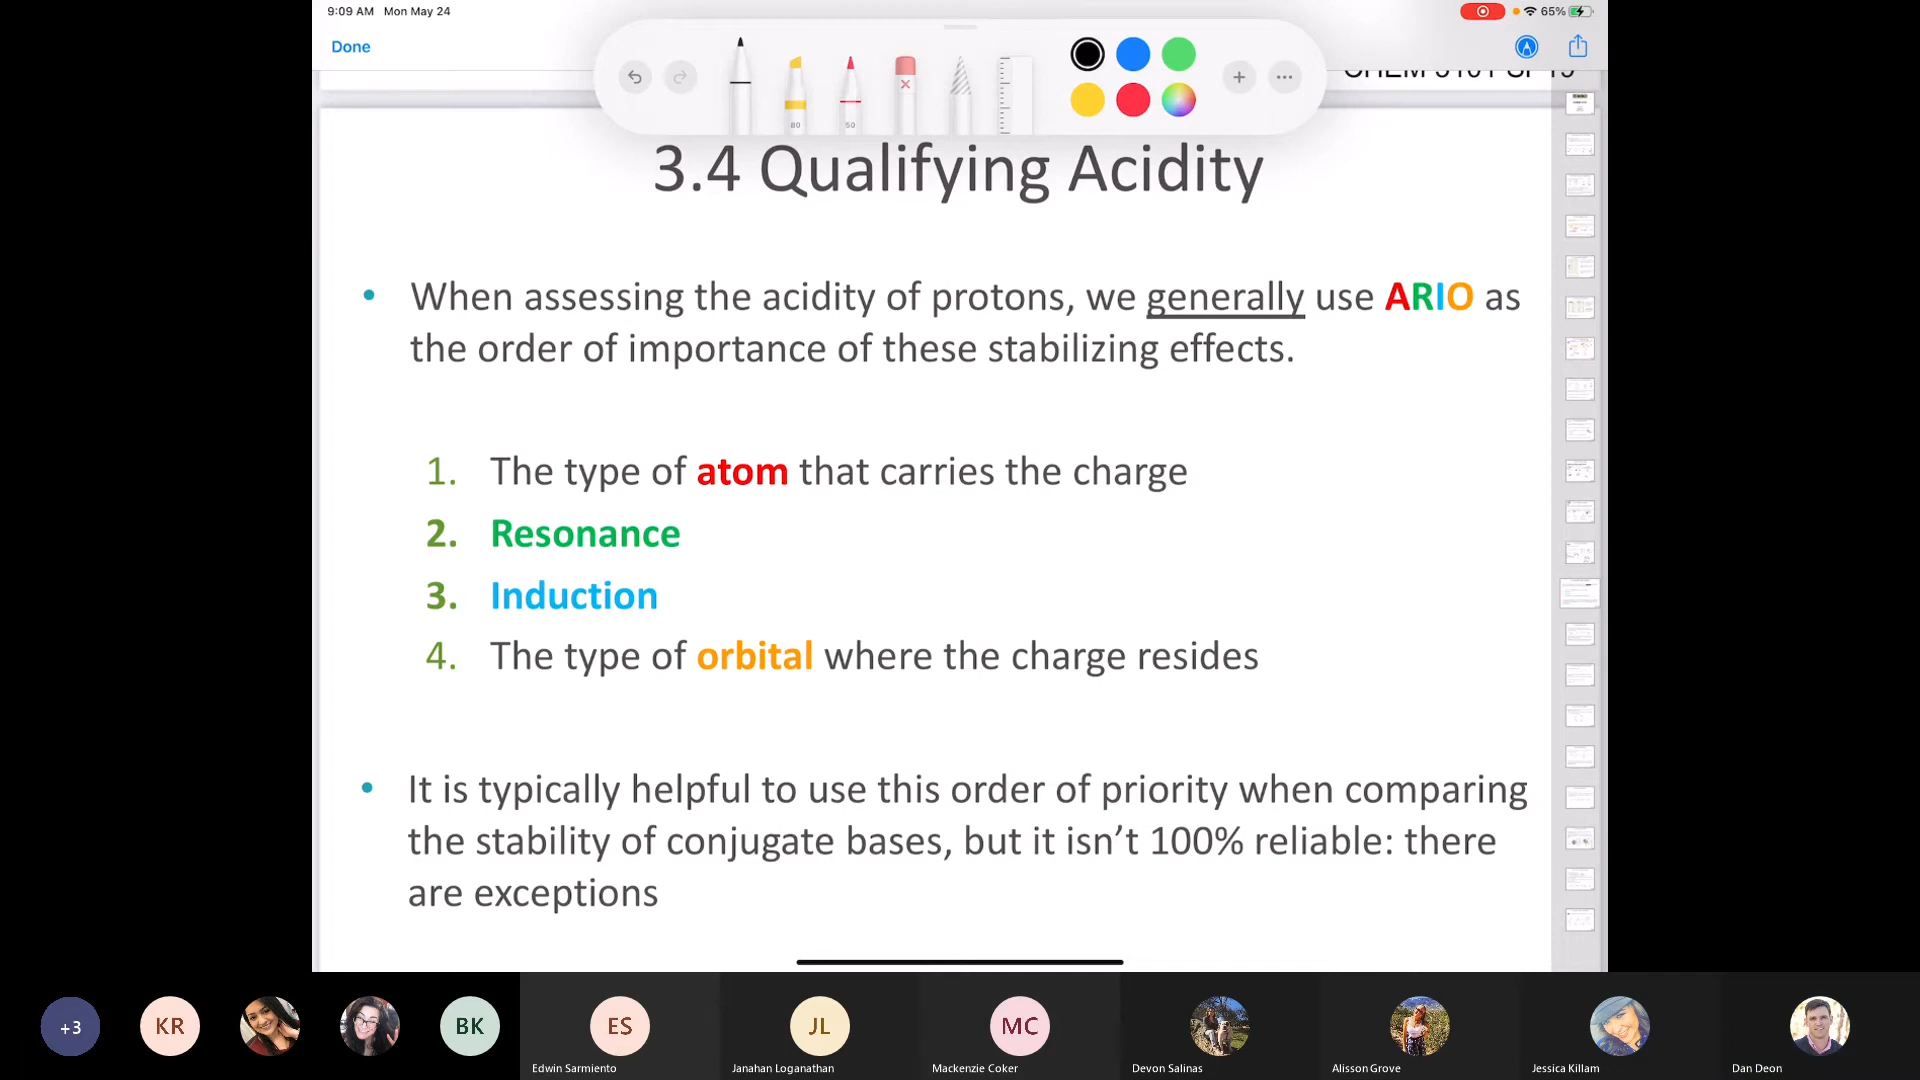 9:09 AM Mon May 24
65%
Done
80
50
3.4 Qualifying Acidity
• When assessing the acidity of protons, we generally use ARIO as
the order of importance of these stabilizing effects.
1. The type of atom that carries the charge
2. Resonance
3. Induction
4. The type of orbital where the charge resides
• It is typically helpful to use this order of priority when comparing
the stability of conjugate bases, but it isn’t 100% reliable: there
are exceptions
+3
KR
BK
ES
JL
MC
Edwin Sarmiento
Janahan Loganathan
Mackenzie Coker
Devon Salinas
Alisson Grove
Jessica Killam
Dan Deon